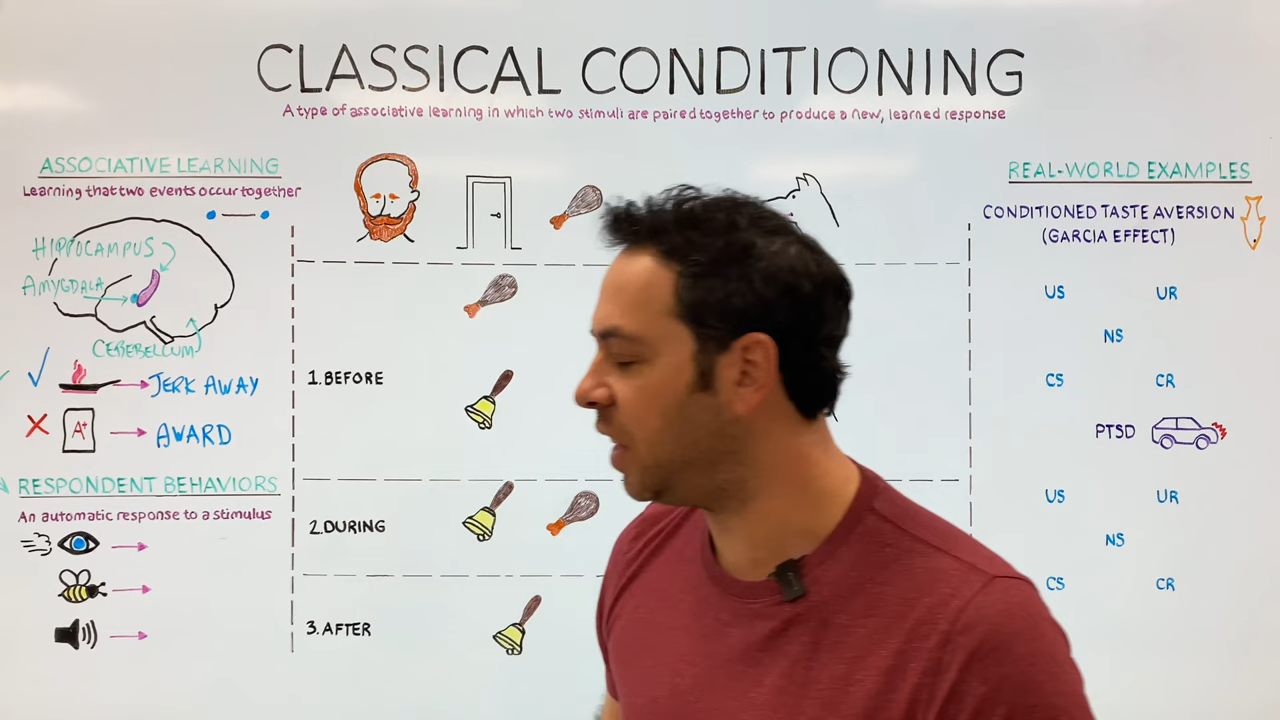 CLASSICAL CONDITIONING
A type of associative learning in which two stimuli are paired together to produce a new, learned response
ASSOCIATIVE LEARNING
Learning that two events occur together
HIPPOCAMPUS
AMYGDALA
CEREBELLUM
JERK AWAY
A+
AWARD
RESPONDENT BEHAVIORS
An automatic response to a stimulus
1.BEFORE
2.DURING
3.AFTER
REAL-WORLD EXAMPLES
CONDITIONED TASTE AVERSION
(GARCIA EFFECT)
US UR
NS
CS CR
PTSD
US UR
NS
CS CR